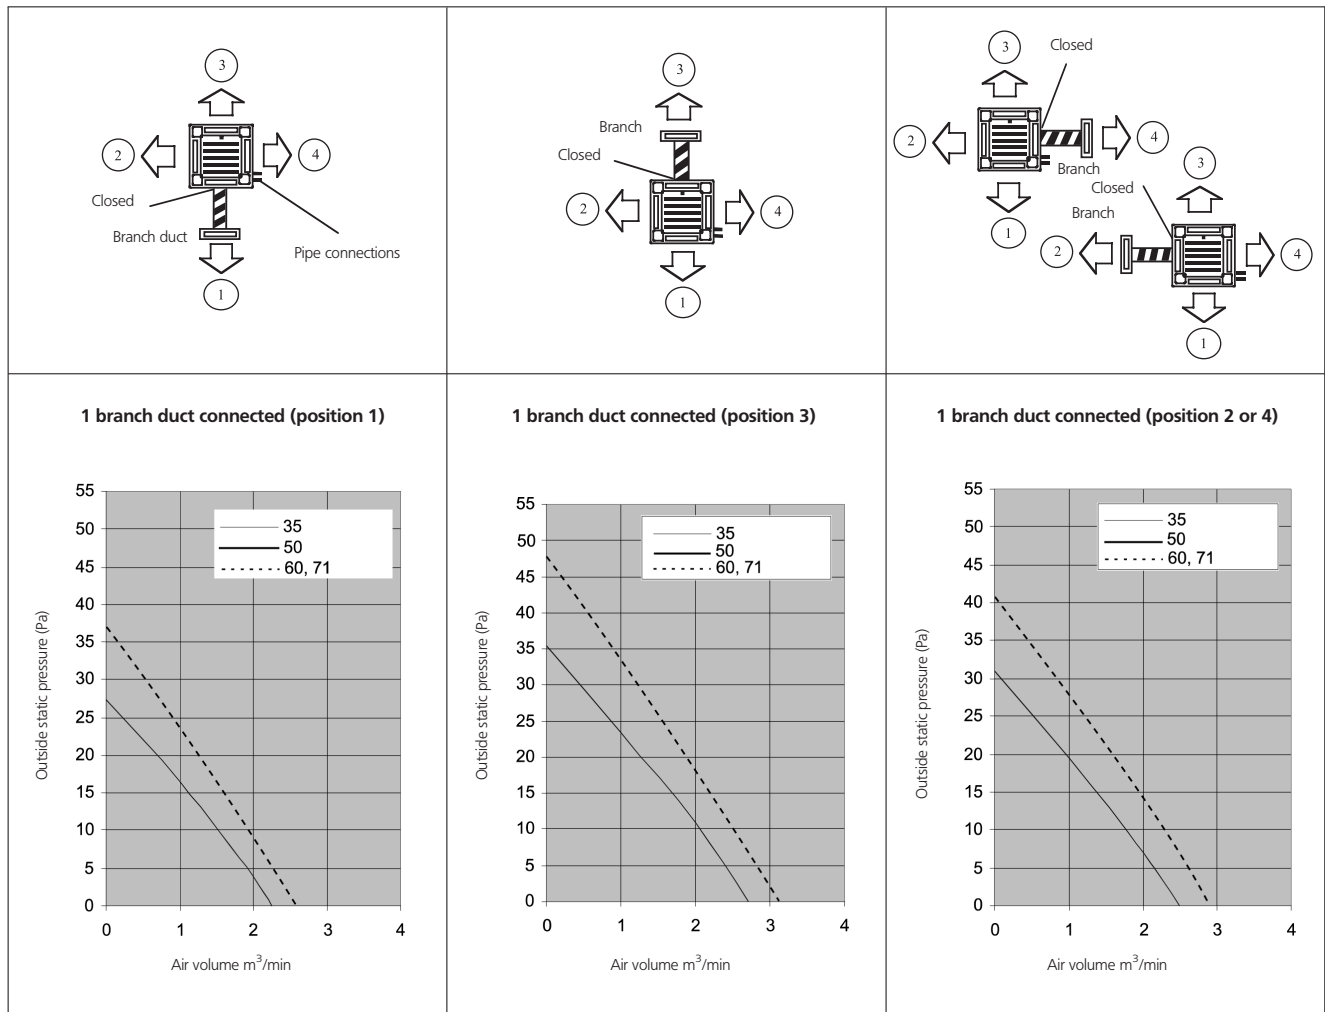 3
2
4
Closed
Branch duct
Pipe connections
1
3
Branch
Closed
2
4
1
3
Closed
2
4
Branch
1
3
Closed
Branch
2
4
1
1 branch duct connected (position 1)
55
50
45
40
35
30
25
20
15
10
5
0
35
50
60, 71
Outside static pressure (Pa)
0 1 2 3 4
Air volume m³/min
1 branch duct connected (position 3)
55
50
45
40
35
30
25
20
15
10
5
0
35
50
60, 71
Outside static pressure (Pa)
0 1 2 3 4
Air volume m³/min
1 branch duct connected (position 2 or 4)
55
50
45
40
35
30
25
20
15
10
5
0
35
50
60, 71
Outside static pressure (Pa)
0 1 2 3 4
Air volume m³/min